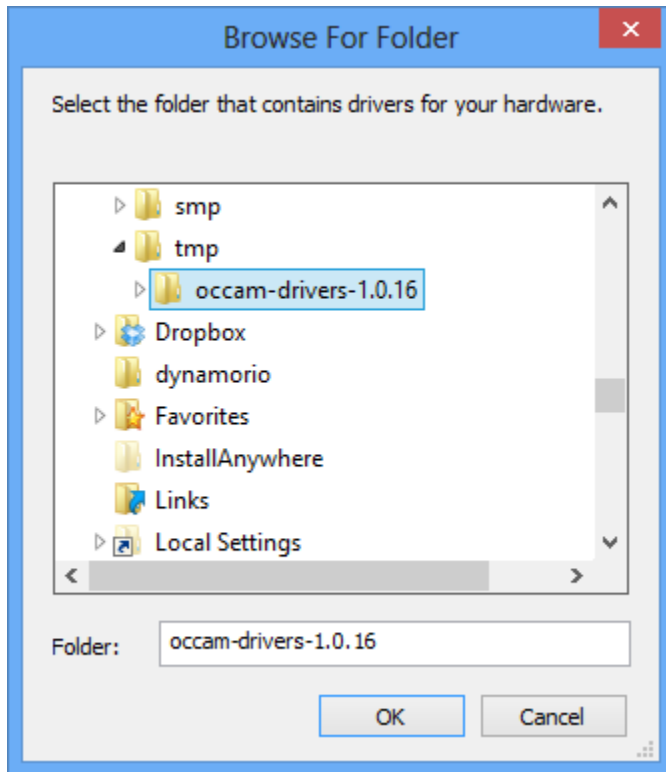 Browse For Folder
Select the folder that contains drivers for your hardware.
smp
tmp
occam-drivers-1.0.16
Dropbox
dynamorio
Favorites
InstallAnywhere
Links
Local Settings
Folder: occam-drivers-1.0.16
OK Cancel